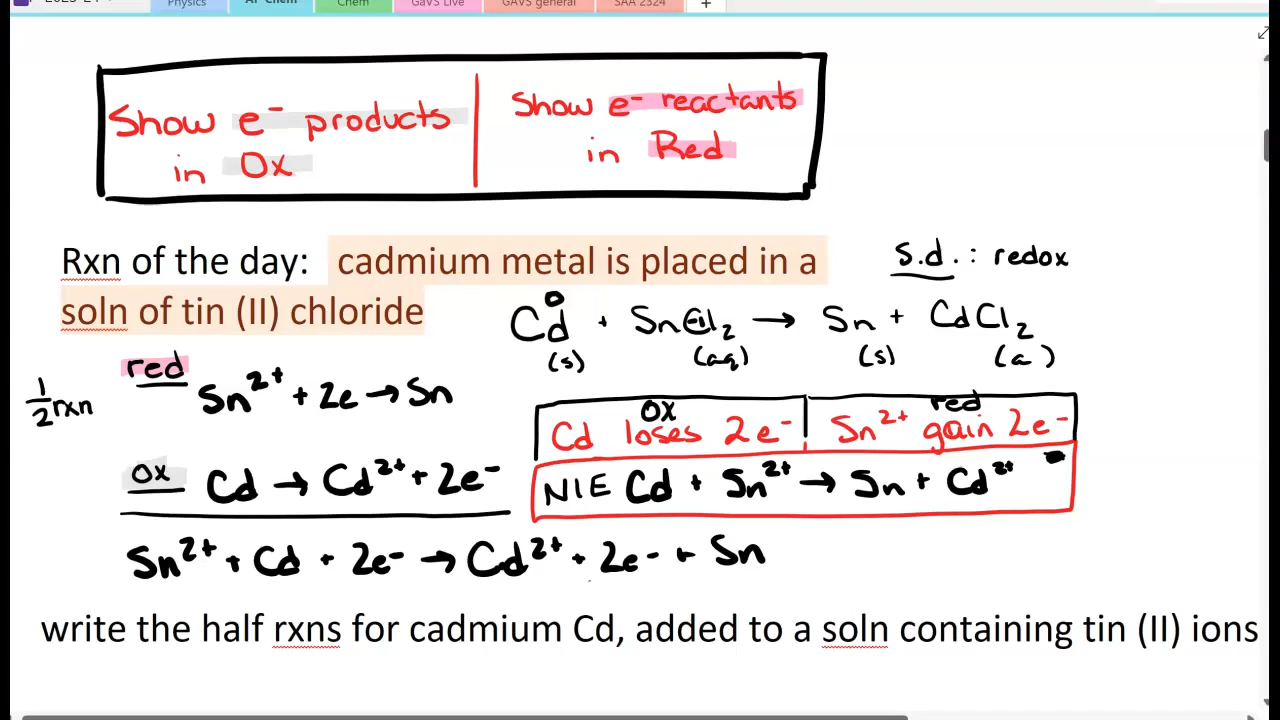 Physics
AP Chem
Chem
GaVS Live
GaVS general
SAA 2324
+
Show e⁻ products
in Ox
Show e⁻ reactants
in Red
Rxn of the day: cadmium metal is placed in a
soln of tin (II) chloride
S.d. : redox
Cd⁰ + SnCl₂ → Sn + CdCl₂
(s) (aq) (s) (a )
½ rxn
red
Sn²⁺ + 2e → Sn
OX
Cd loses 2e⁻
red
Sn²⁺ gain 2e⁻
OX
Cd → Cd²⁺ + 2e⁻
NIE Cd + Sn²⁺ → Sn + Cd²⁺
Sn²⁺ + Cd + 2e⁻ → Cd²⁺ + 2e⁻ + Sn
write the half rxns for cadmium Cd, added to a soln containing tin (II) ions